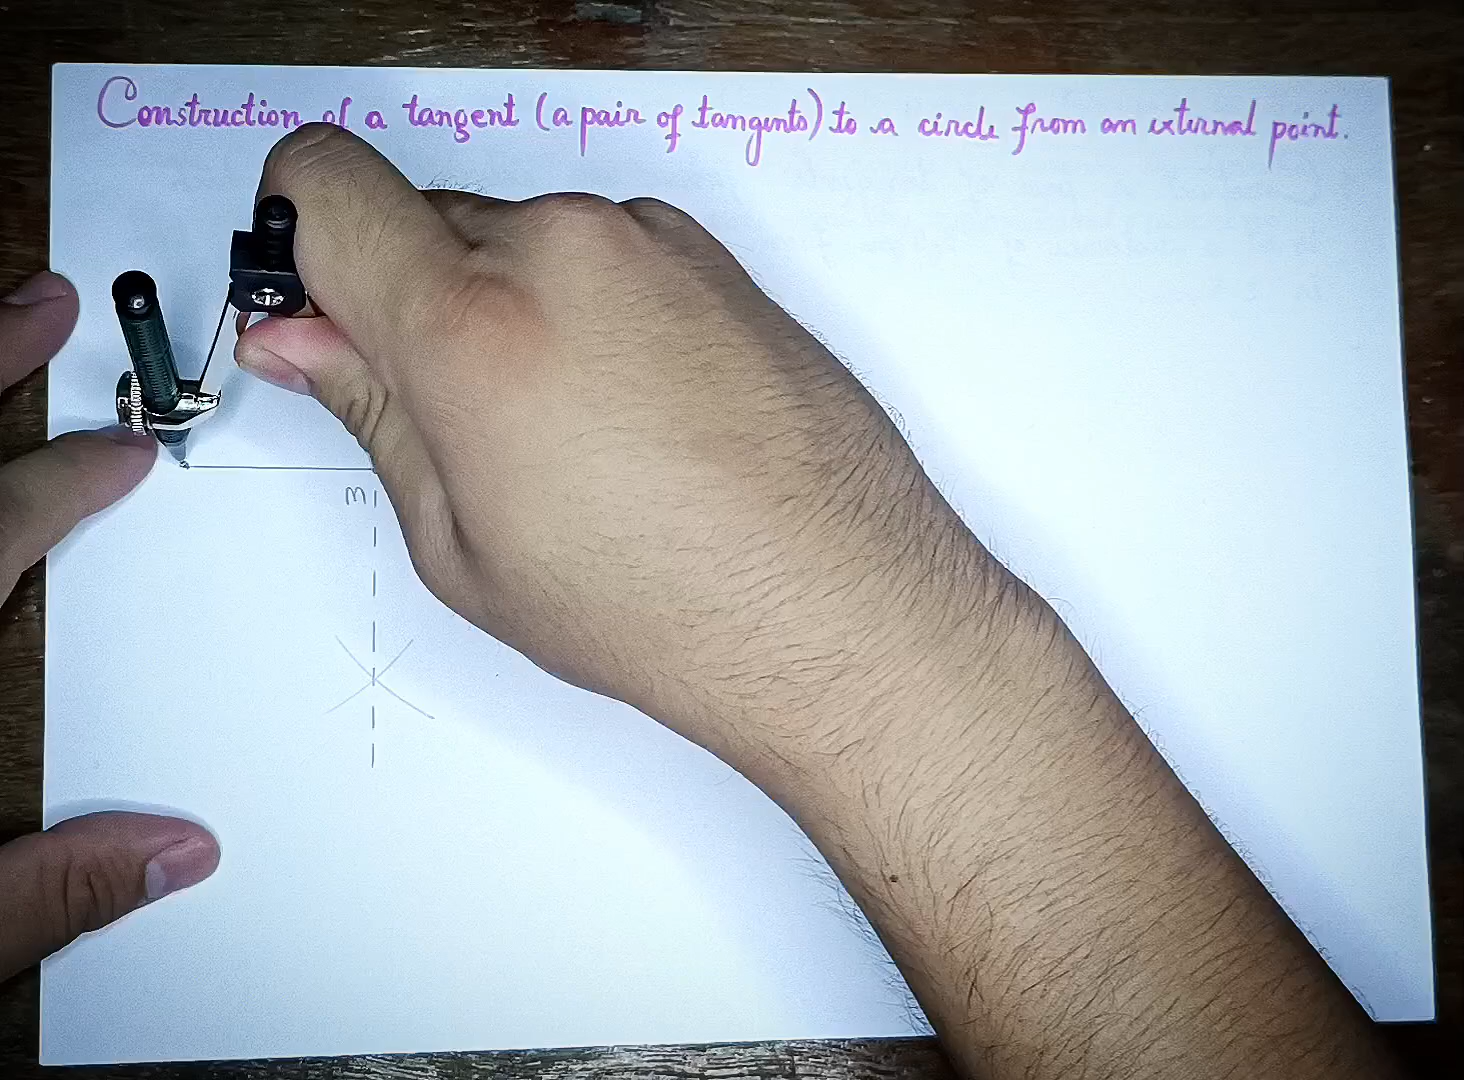 Construction of a tangent (a pair of tangents) to a circle from an external point.
M